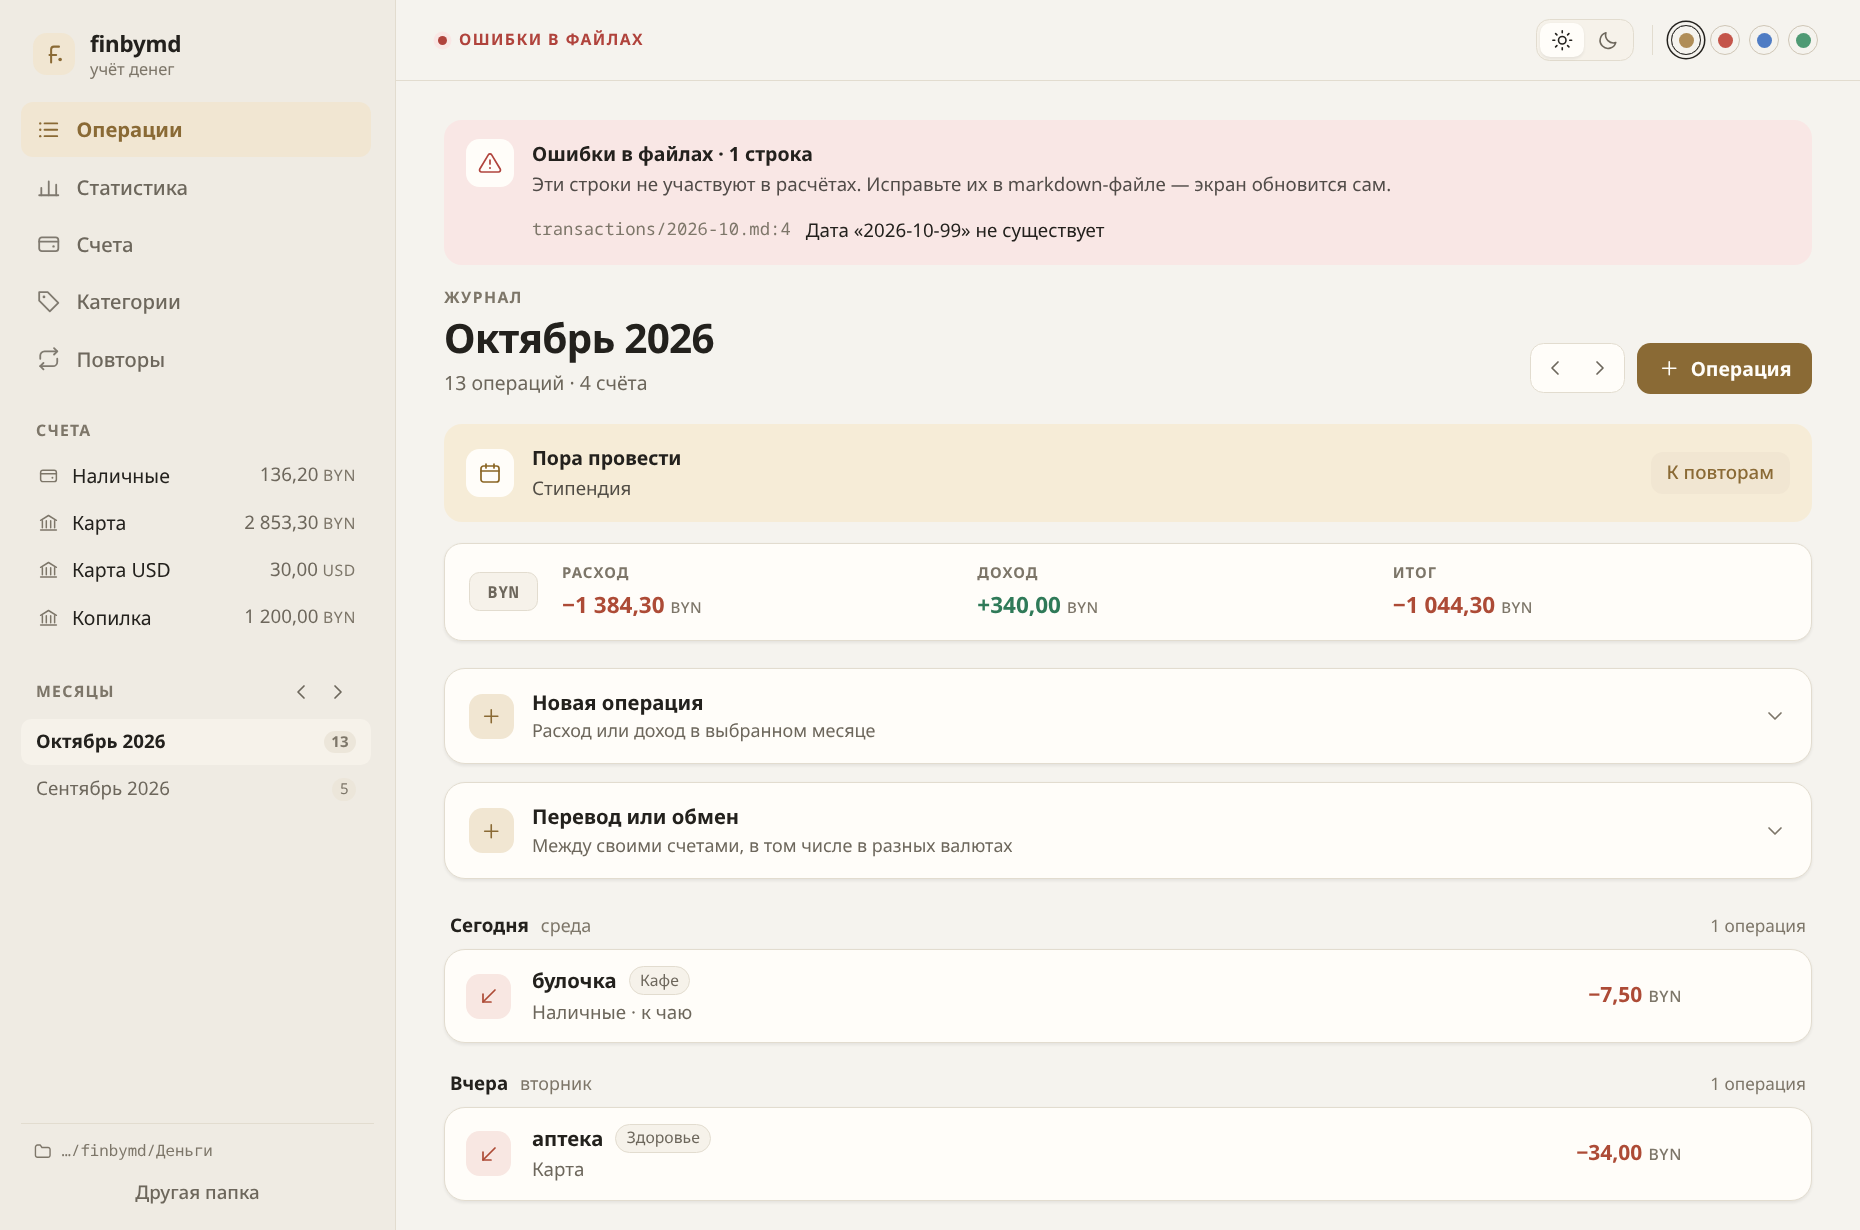 finbymd
учёт денег
Операции
Статистика
Счета
Категории
Повторы
СЧЕТА
Наличные 136,20 BYN
Карта 2 853,30 BYN
Карта USD 30,00 USD
Копилка 1 200,00 BYN
МЕСЯЦЫ
Октябрь 2026 13
Сентябрь 2026 5
…/finbymd/Деньги
Другая папка
ОШИБКИ В ФАЙЛАХ
Ошибки в файлах · 1 строка
Эти строки не участвуют в расчётах. Исправьте их в markdown-файле — экран обновится сам.
transactions/2026-10.md:4 Дата «2026-10-99» не существует
ЖУРНАЛ
Октябрь 2026
13 операций · 4 счёта
Операция
Пора провести
Стипендия
К повторам
BYN
РАСХОД
−1 384,30 BYN
ДОХОД
+340,00 BYN
ИТОГ
−1 044,30 BYN
Новая операция
Расход или доход в выбранном месяце
Перевод или обмен
Между своими счетами, в том числе в разных валютах
Сегодня среда 1 операция
булочка Кафе
Наличные · к чаю
−7,50 BYN
Вчера вторник 1 операция
аптека Здоровье
Карта
−34,00 BYN